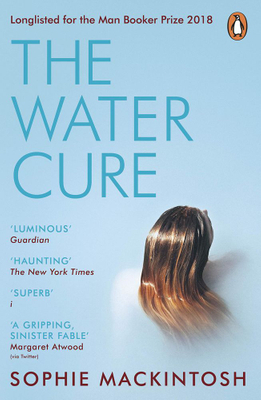 Longlisted for the Man Booker Prize 2018
THE
WATER
CURE
‘LUMINOUS’
Guardian
‘HAUNTING’
The New York Times
‘SUPERB’
i
‘A GRIPPING,
SINISTER FABLE’
Margaret Atwood
(via Twitter)
SOPHIE MACKINTOSH